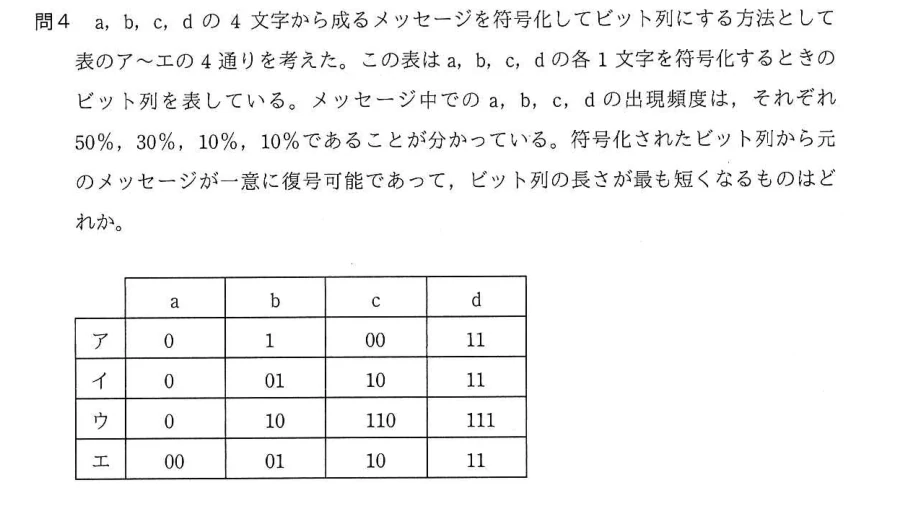 問4 a，b，c，d の 4 文字から成るメッセージを符号化してビット列にする方法として
表のア～エの 4 通りを考えた。この表は a，b，c，d の各 1 文字を符号化するときの
ビット列を表している。メッセージ中での a，b，c，d の出現頻度は，それぞれ
50%，30%，10%，10%であることが分かっている。符号化されたビット列から元
のメッセージが一意に復号可能であって，ビット列の長さが最も短くなるものはど
れか。
a b c d
ア 0 1 00 11
イ 0 01 10 11
ウ 0 10 110 111
エ 00 01 10 11